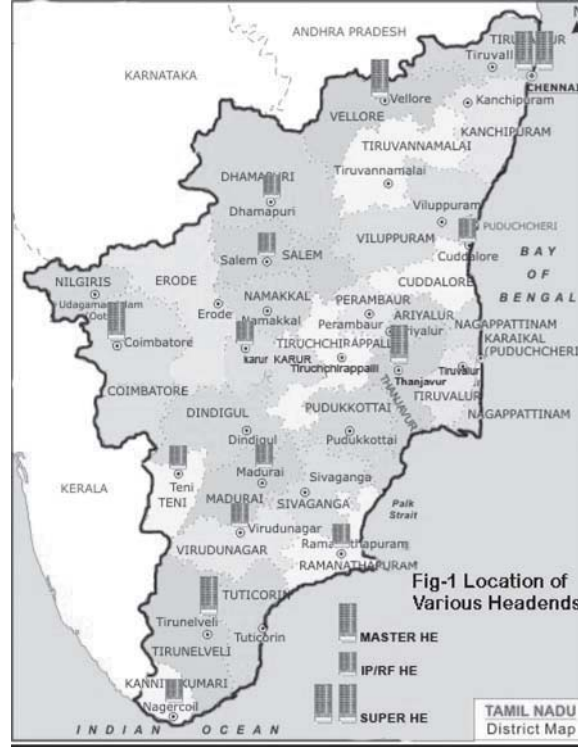 N
ANDHRA PRADESH
KARNATAKA
Tiruvall
CHENNAI
Vellore
VELLORE
Kanchipuram
KANCHIPURAM
TIRUVANNAMALAI
Tiruvannamalai
Dhamapuri
Viluppuram
VILUPPURAM
PUDUCHCHERI
Cuddalore
CUDDALORE
BAY
OF
BENGAL
Salem
SALEM
NILGIRIS
ERODE
Erode
NAMAKKAL
Namakkal
PERAMBAUR
Perambaur
ARIYALUR
NAGAPPATTINAM
KARAIKAL
(PUDUCHCHERI
Coimbatore
COIMBATORE
karur KARUR
TIRUCHCHIRAPPALL
Tiruchchirappalli
Thanjavur
THANJAVUR
Tiruvalur
NAGAPPATTINAM
DINDIGUL
Dindigul
PUDUKKOTTAI
Pudukkottai
KERALA
Teni
TENI
Madurai
MADURAI
Sivaganga
SIVAGANGA
Palk
Strait
Virudunagar
VIRUDUNAGAR
RAMANATHAPURAM
TUTICORIN
Tuticorin
Tirunelveli
TIRUNELVELI
Nagercoil
INDIAN OCEAN
Fig-1 Location of
Various Headends
MASTER HE
IP/RF HE
SUPER HE
TAMIL NADU
District Map